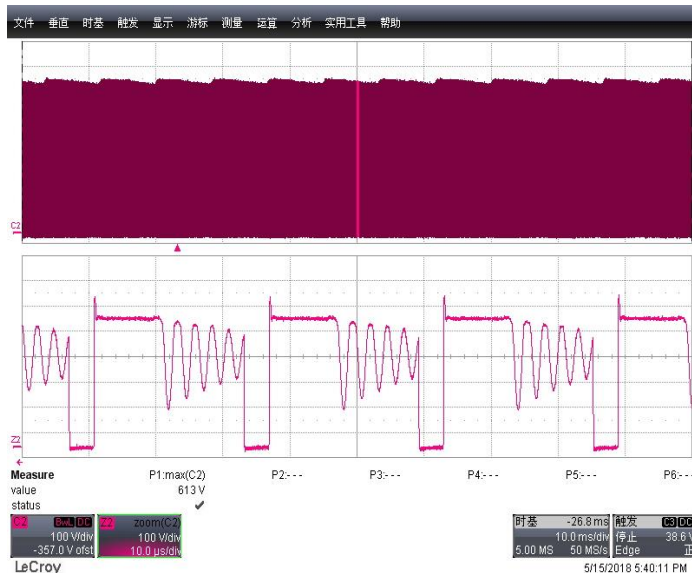 文件 垂直 时基 触发 显示 游标 测量 运算 分析 实用工具 帮助
C2
Z2
Measure P1:max(C2) P2:- - - P3:- - - P4:- - - P5:- - - P6:- -
value 613 V
status ✓
C2 BwL DC
100 V/div
-357.0 V ofst
Z2 zoom(C2)
100 V/div
10.0 µs/div
时基 -26.8 ms
10.0 ms/div
5.00 MS 50 MS/s
触发 C3 DC
停止 38.6 V
Edge 正
LeCroy 5/15/2018 5:40:11 PM